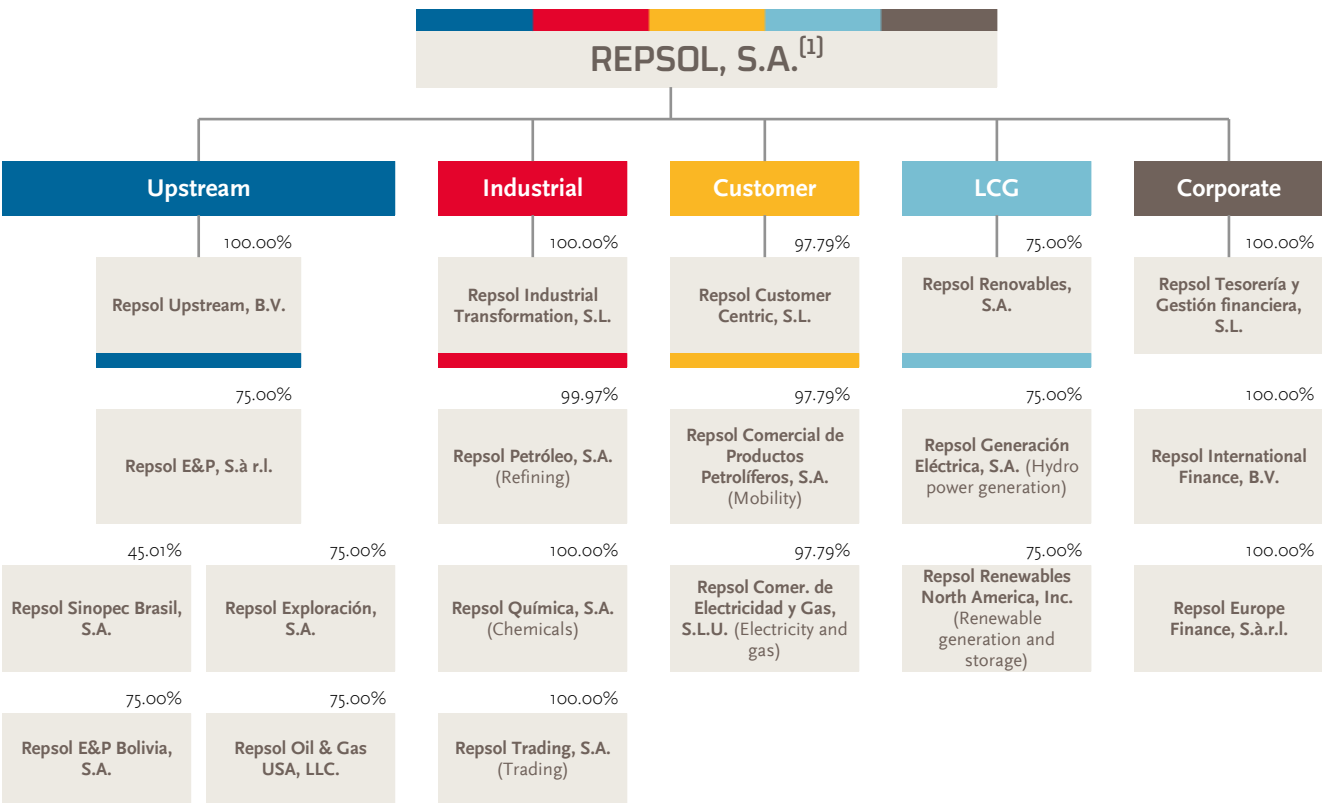 REPSOL, S.A.(1)
Upstream
Industrial
Customer
LCG
Corporate
100.00%
100.00%
97.79%
75.00%
100.00%
Repsol Upstream, B.V.
Repsol Industrial
Transformation, S.L.
Repsol Customer
Centric, S.L.
Repsol Renovables,
S.A.
Repsol Tesorería y
Gestión financiera,
S.L.
75.00%
99.97%
97.79%
75.00%
100.00%
Repsol E&P, S.à r.l.
Repsol Petróleo, S.A.
(Refining)
Repsol Comercial de
Productos
Petrolíferos, S.A.
(Mobility)
Repsol Generación
Eléctrica, S.A. (Hydro
power generation)
Repsol International
Finance, B.V.
45.01%
75.00%
100.00%
97.79%
75.00%
100.00%
Repsol Sinopec Brasil,
S.A.
Repsol Exploración,
S.A.
Repsol Química, S.A.
(Chemicals)
Repsol Comer. de
Electricidad y Gas,
S.L.U. (Electricity and
gas)
Repsol Renewables
North America, Inc.
(Renewable
generation and
storage)
Repsol Europe
Finance, S.à.r.l.
75.00%
75.00%
100.00%
Repsol E&P Bolivia,
S.A.
Repsol Oil & Gas
USA, LLC.
Repsol Trading, S.A.
(Trading)